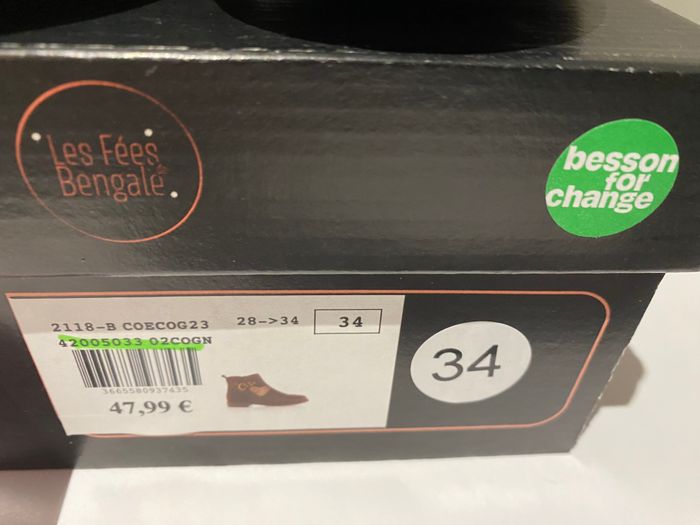 Les Fées
Bengale
besson
for
change
2118-B COECOG23 28->34 34
42005033 02COGN
3665580937435
47,99 €
34